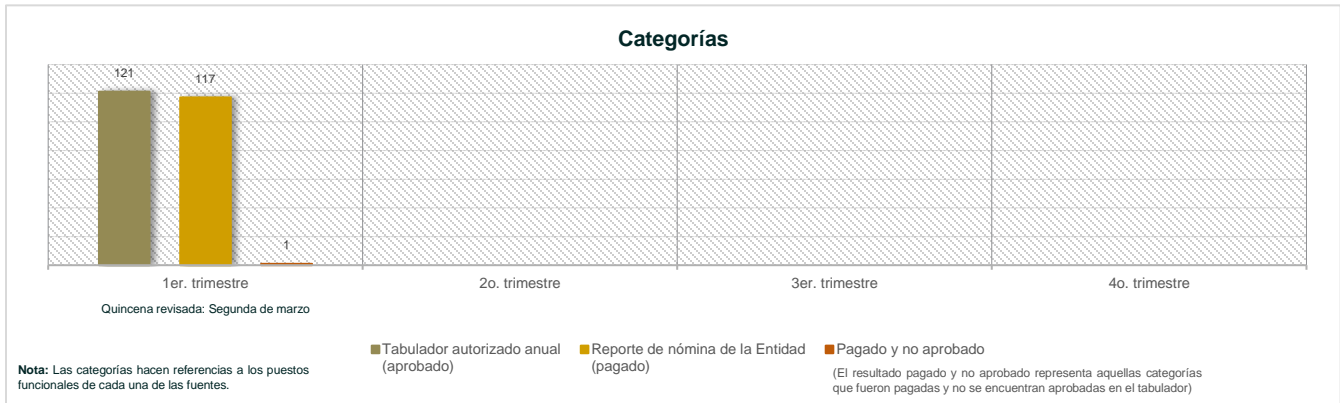 Categorías
121
117
1
1er. trimestre
2o. trimestre
3er. trimestre
4o. trimestre
Quincena revisada: Segunda de marzo
Tabulador autorizado anual
(aprobado)
Reporte de nómina de la Entidad
(pagado)
Pagado y no aprobado
(El resultado pagado y no aprobado representa aquellas categorías
que fueron pagadas y no se encuentran aprobadas en el tabulador)
Nota: Las categorías hacen referencias a los puestos
funcionales de cada una de las fuentes.